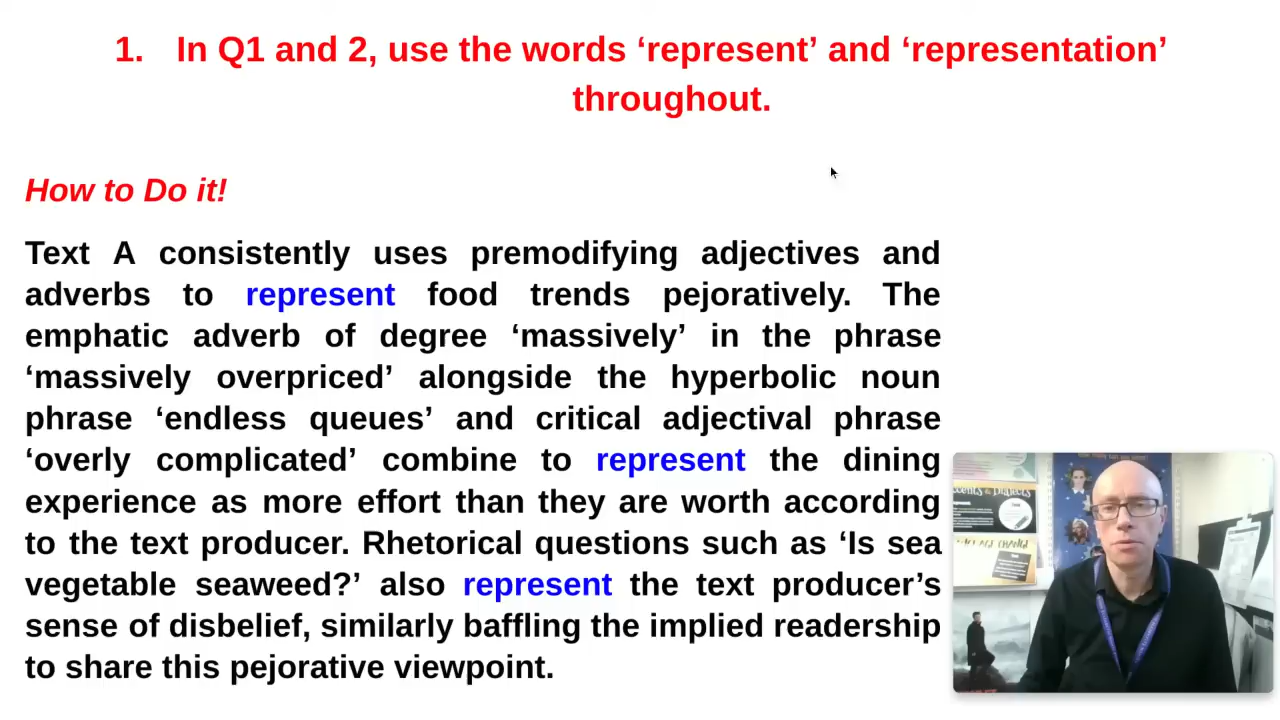 1. In Q1 and 2, use the words ‘represent’ and ‘representation’
throughout.
How to Do it!
Text A consistently uses premodifying adjectives and
adverbs to represent food trends pejoratively. The
emphatic adverb of degree ‘massively’ in the phrase
‘massively overpriced’ alongside the hyperbolic noun
phrase ‘endless queues’ and critical adjectival phrase
‘overly complicated’ combine to represent the dining
experience as more effort than they are worth according
to the text producer. Rhetorical questions such as ‘Is sea
vegetable seaweed?’ also represent the text producer’s
sense of disbelief, similarly baffling the implied readership
to share this pejorative viewpoint.